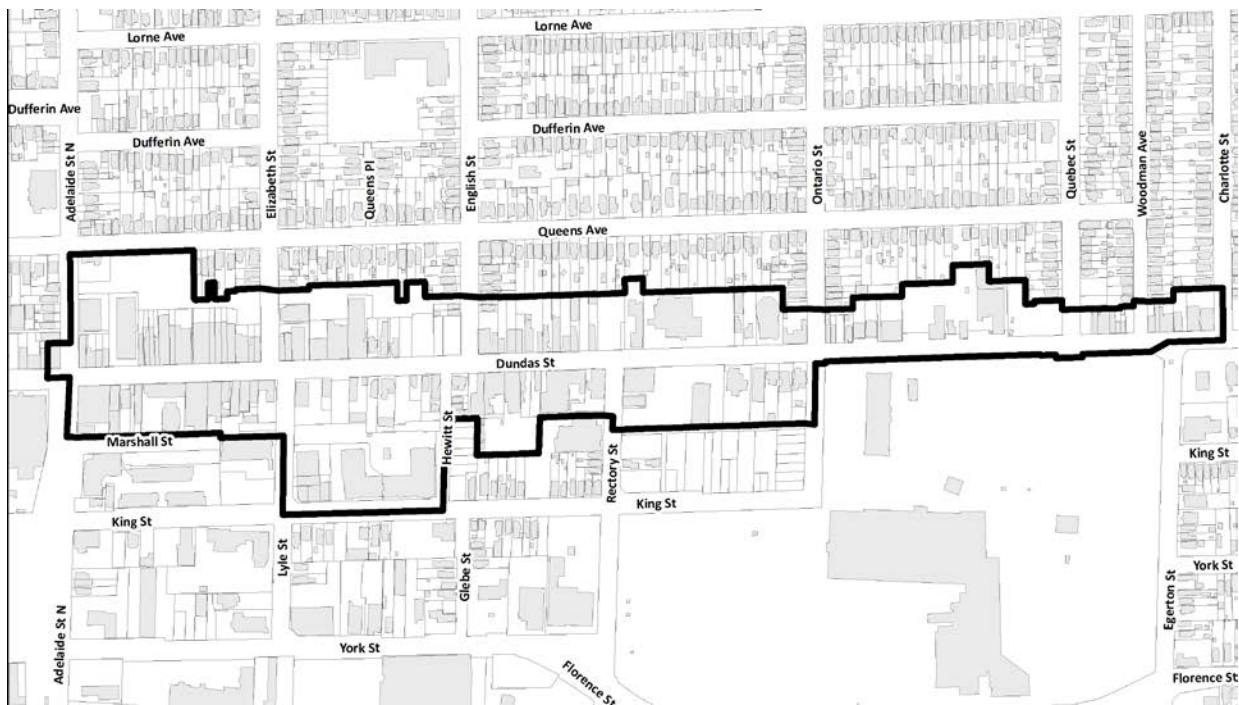 Lorne Ave
Lorne Ave
Dufferin Ave
Dufferin Ave
Dufferin Ave
Adelaide St N
Elizabeth St
Queens Pl
English St
Ontario St
Quebec St
Woodman Ave
Charlotte St
Queens Ave
Dundas St
Marshall St
Hewitt St
Rectory St
King St
King St
King St
Lyle St
Glebe St
York St
York St
Egerton St
Adelaide St N
Florence St
Florence St